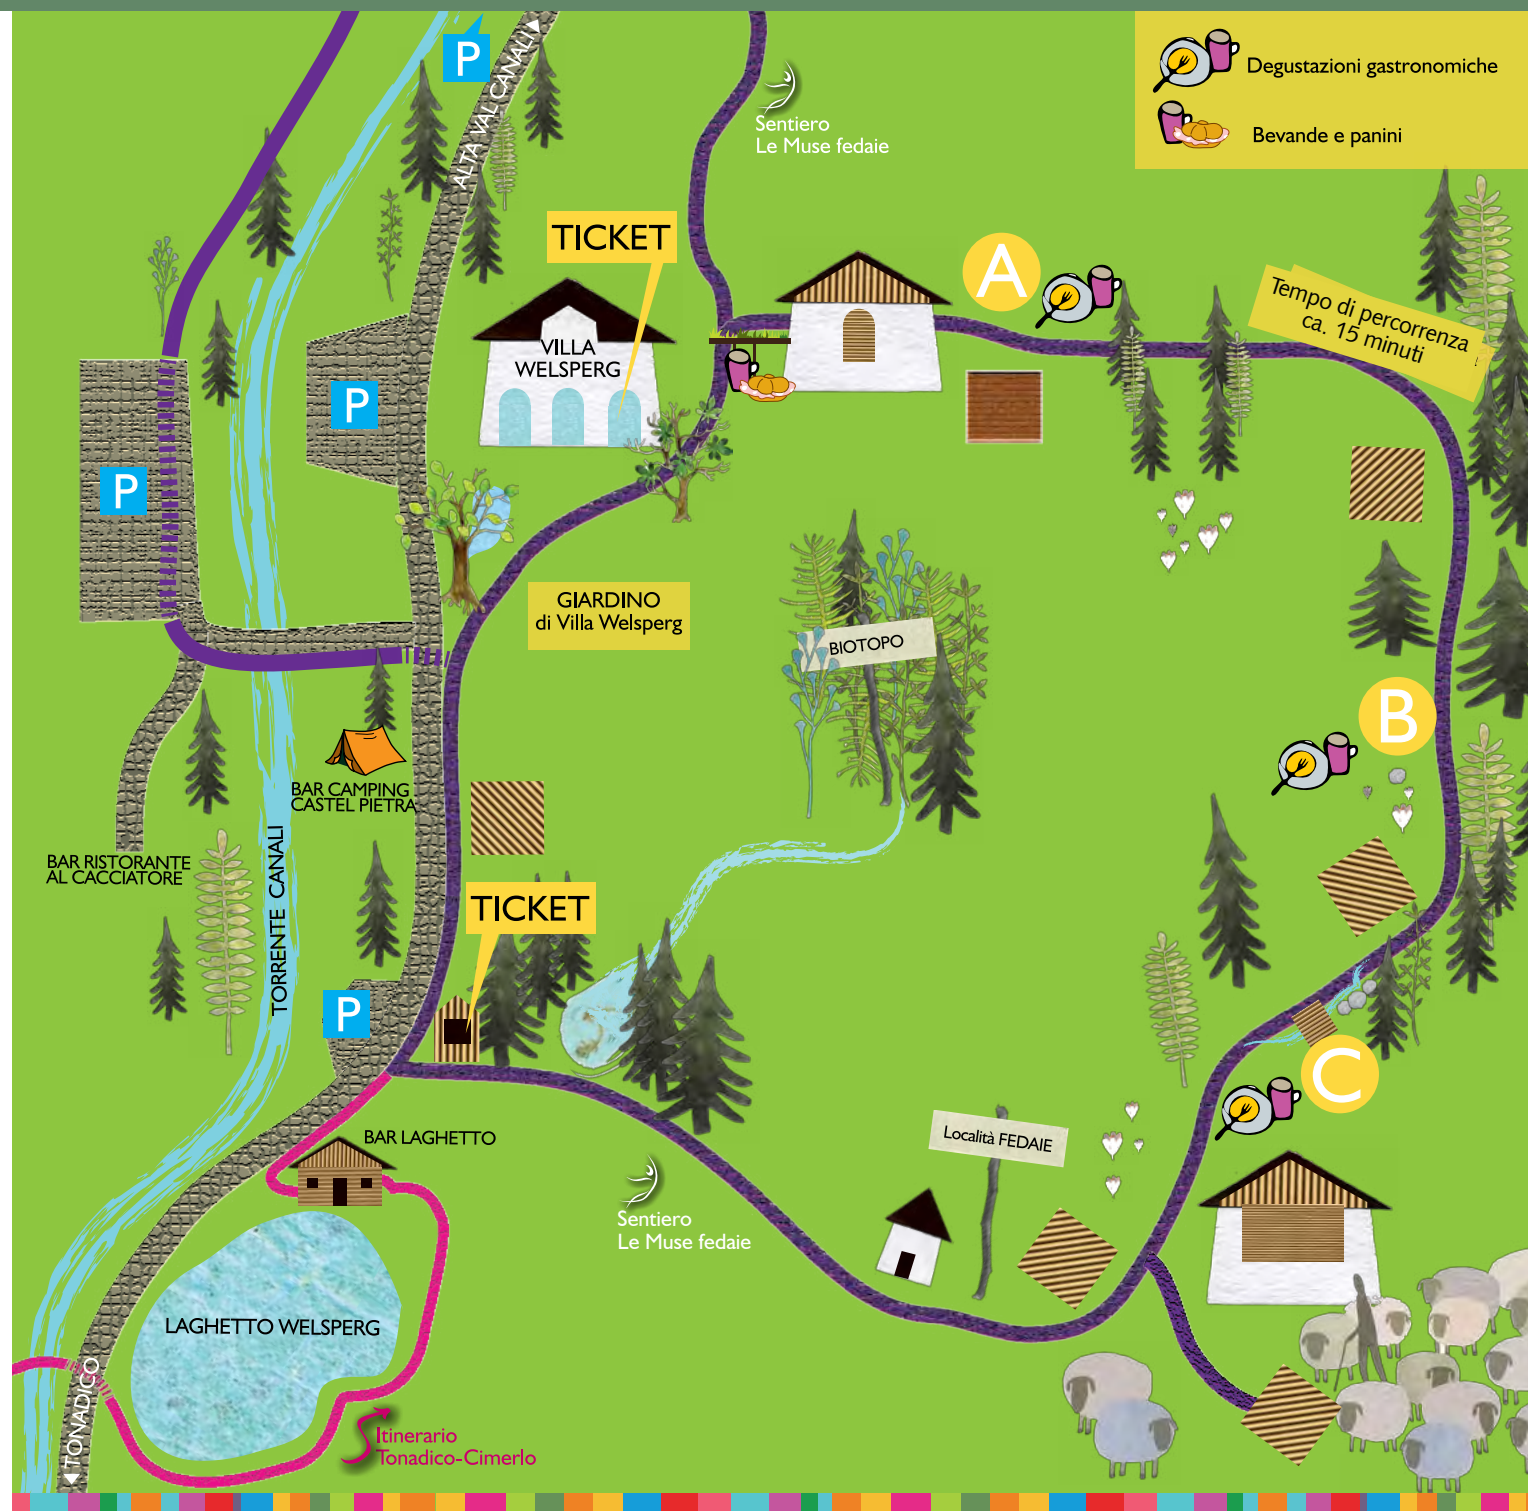 P
ALTA VAL CANALI
Sentiero
Le Muse fedaie
Degustazioni gastronomiche
Bevande e panini
TICKET
A
Tempo di percorrenza
ca. 15 minuti
VILLA
WELSPERG
P
P
GIARDINO
di Villa Welsperg
BIOTOPO
B
BAR CAMPING
CASTEL PIETRA
BAR RISTORANTE
AL CACCIATORE
TORRENTE CANALI
TICKET
P
C
BAR LAGHETTO
Località FEDAIE
Sentiero
Le Muse fedaie
LAGHETTO WELSPERG
TONADICO
Itinerario
Tonadico-Cimerlo